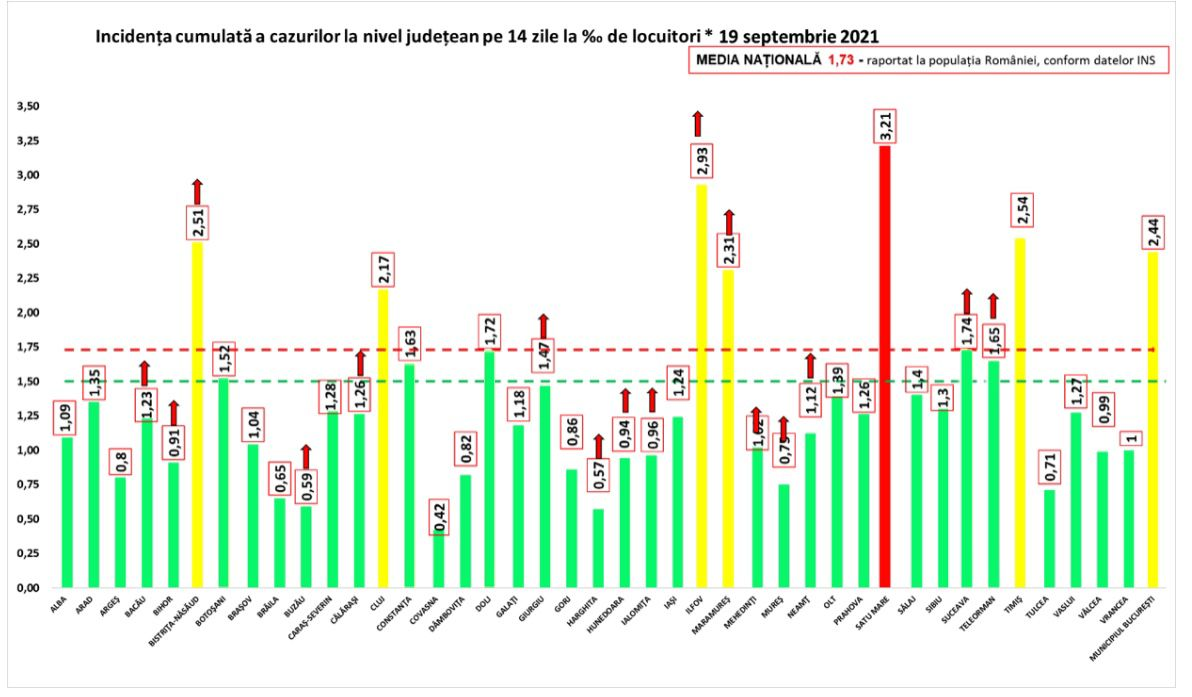 Incidența cumulată a cazurilor la nivel județean pe 14 zile la ‰ de locuitori * 19 septembrie 2021
MEDIA NAȚIONALĂ 1,73 - raportat la populația României, conform datelor INS
3,50
3,25
3,00
2,75
2,50
2,25
2,00
1,75
1,50
1,25
1,00
0,75
0,50
0,25
0,00
1,09
1,35
0,8
1,23
0,91
2,51
1,52
1,04
0,65
0,59
1,28
1,26
2,17
1,63
0,42
0,82
1,72
1,18
1,47
0,86
0,57
0,94
0,96
1,24
2,93
2,31
1,02
0,75
1,12
1,39
1,26
3,21
1,4
1,3
1,74
1,65
2,54
0,71
1,27
0,99
1
2,44
ALBA
ARAD
ARGEȘ
BACĂU
BIHOR
BISTRIȚA-NĂSĂUD
BOTOȘANI
BRAȘOV
BRĂILA
BUZĂU
CARAȘ-SEVERIN
CĂLĂRAȘI
CLUJ
CONSTANȚA
COVASNA
DÂMBOVIȚA
DOLJ
GALAȚI
GIURGIU
GORJ
HARGHITA
HUNEDOARA
IALOMIȚA
IAȘI
ILFOV
MARAMUREȘ
MEHEDINȚI
MUREȘ
NEAMȚ
OLT
PRAHOVA
SATU MARE
SĂLAJ
SIBIU
SUCEAVA
TELEORMAN
TIMIȘ
TULCEA
VASLUI
VÂLCEA
VRANCEA
MUNICIPIUL BUCUREȘTI